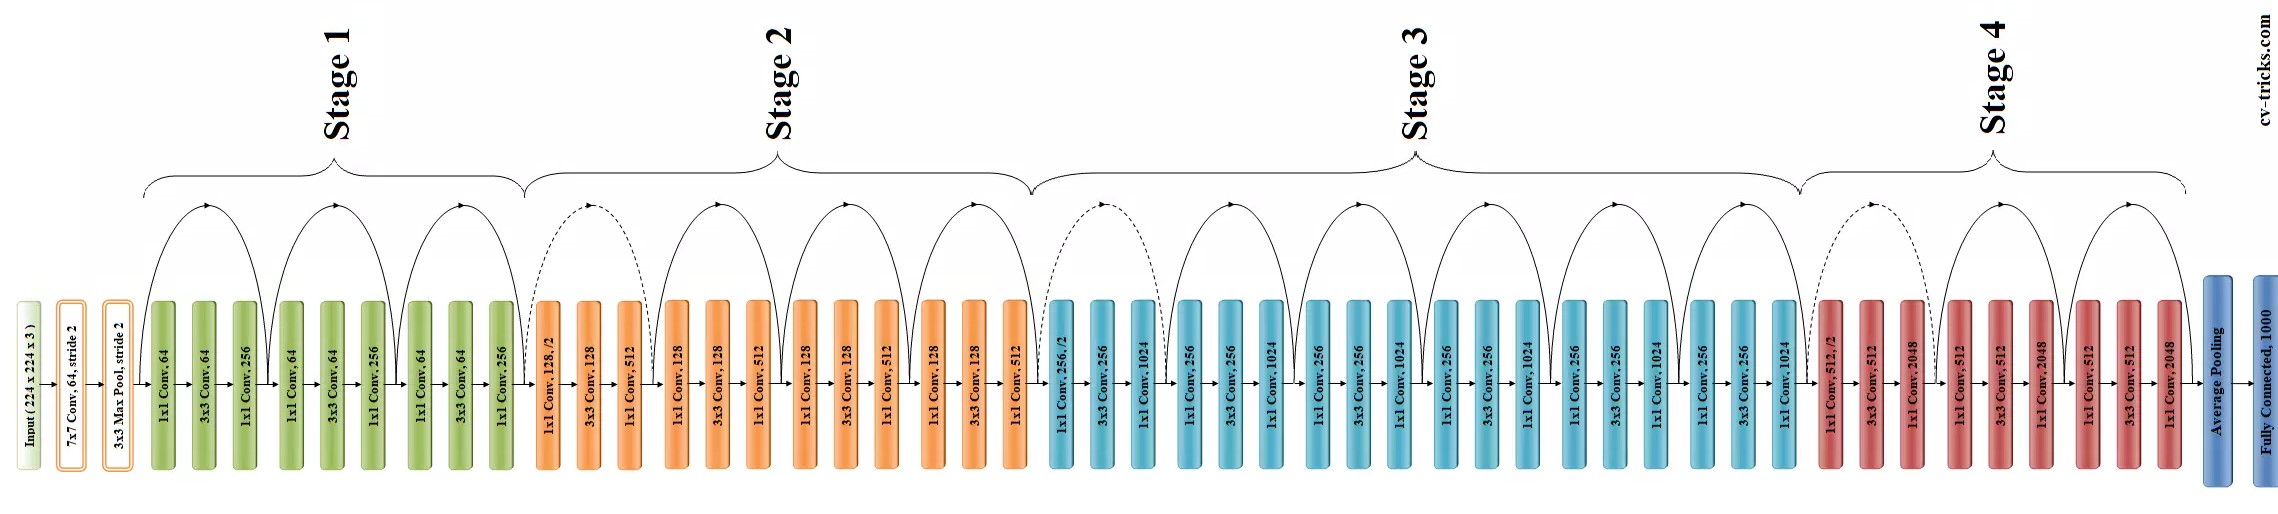 Stage 1
Stage 2
Stage 3
Stage 4
cv-tricks.com
Input ( 224 x 224 x 3 )
7x7 Conv, 64, stride 2
3x3 Max Pool, stride 2
1x1 Conv, 64
3x3 Conv, 64
1x1 Conv, 256
1x1 Conv, 64
3x3 Conv, 64
1x1 Conv, 256
1x1 Conv, 64
3x3 Conv, 64
1x1 Conv, 256
1x1 Conv, 128, /2
3x3 Conv, 128
1x1 Conv, 512
1x1 Conv, 128
3x3 Conv, 128
1x1 Conv, 512
1x1 Conv, 128
3x3 Conv, 128
1x1 Conv, 512
1x1 Conv, 128
3x3 Conv, 128
1x1 Conv, 512
1x1 Conv, 256, /2
3x3 Conv, 256
1x1 Conv, 1024
1x1 Conv, 256
3x3 Conv, 256
1x1 Conv, 1024
1x1 Conv, 256
3x3 Conv, 256
1x1 Conv, 1024
1x1 Conv, 256
3x3 Conv, 256
1x1 Conv, 1024
1x1 Conv, 256
3x3 Conv, 256
1x1 Conv, 1024
1x1 Conv, 256
3x3 Conv, 256
1x1 Conv, 1024
1x1 Conv, 512, /2
3x3 Conv, 512
1x1 Conv, 2048
1x1 Conv, 512
3x3 Conv, 512
1x1 Conv, 2048
1x1 Conv, 512
3x3 Conv, 512
1x1 Conv, 2048
Average Pooling
Fully Connected, 1000